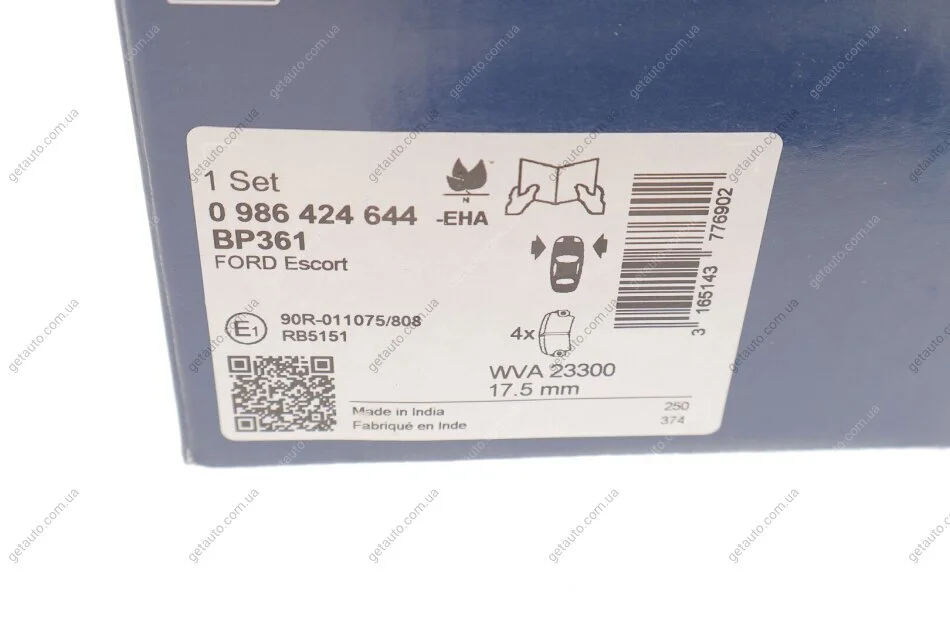 1 Set
0 986 424 644 -EHA
BP361
FORD Escort
N
E1
90R-011075/808
RB5151
4x
WVA 23300
17.5 mm
Made in India
Fabriqué en Inde
250
374
3 165143 776902
getauto.com.ua